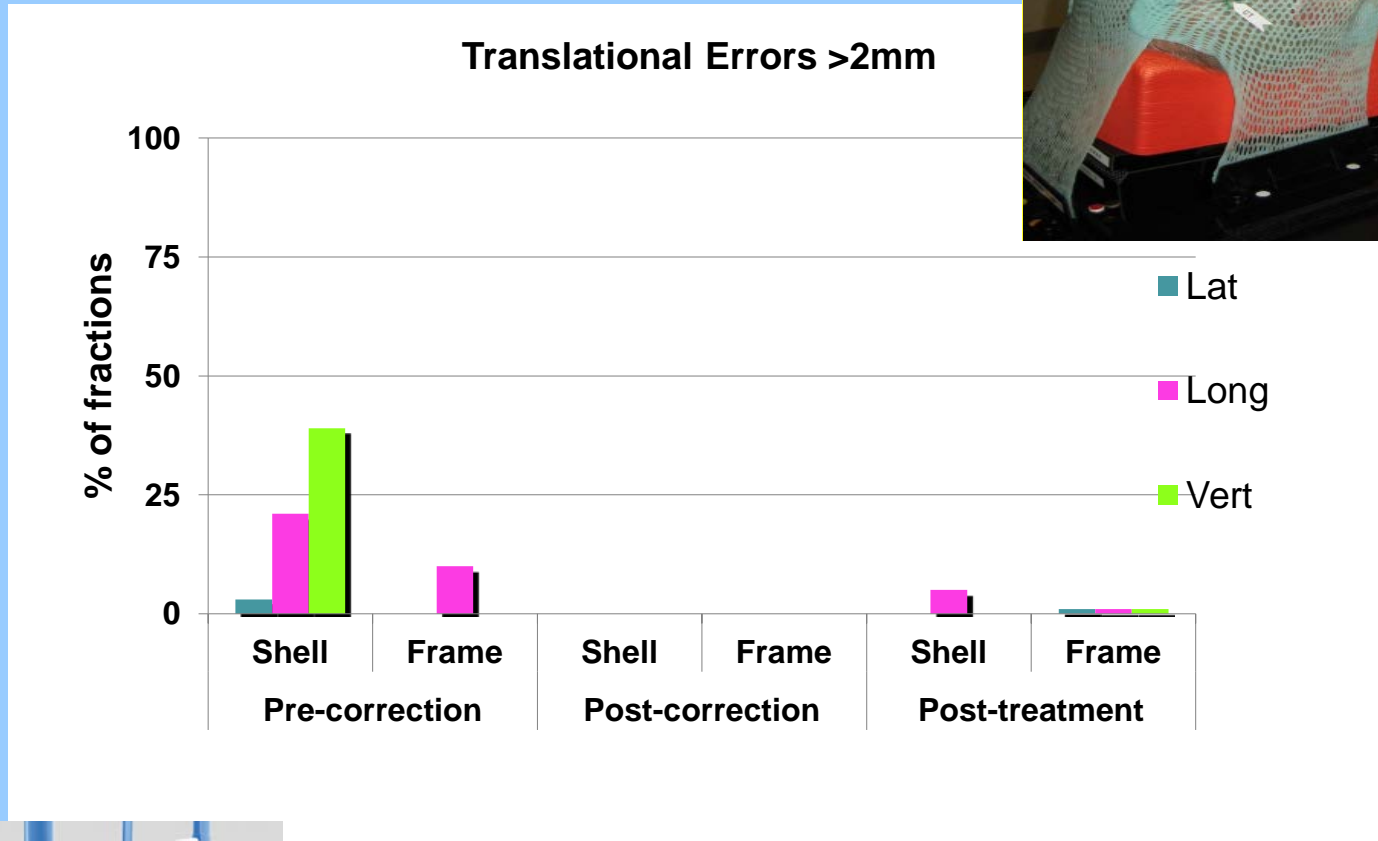 Translational Errors >2mm
100
75
50
25
0
% of fractions
Lat
Long
Vert
Shell Frame Shell Frame Shell Frame
Pre-correction Post-correction Post-treatment